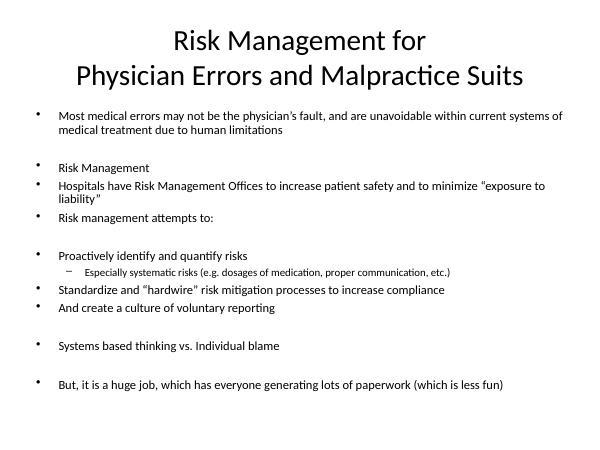 Risk Management for
Physician Errors and Malpractice Suits
• Most medical errors may not be the physician’s fault, and are unavoidable within current systems of
medical treatment due to human limitations
• Risk Management
• Hospitals have Risk Management Offices to increase patient safety and to minimize “exposure to
liability”
• Risk management attempts to:
• Proactively identify and quantify risks
– Especially systematic risks (e.g. dosages of medication, proper communication, etc.)
• Standardize and “hardwire” risk mitigation processes to increase compliance
• And create a culture of voluntary reporting
• Systems based thinking vs. Individual blame
• But, it is a huge job, which has everyone generating lots of paperwork (which is less fun)